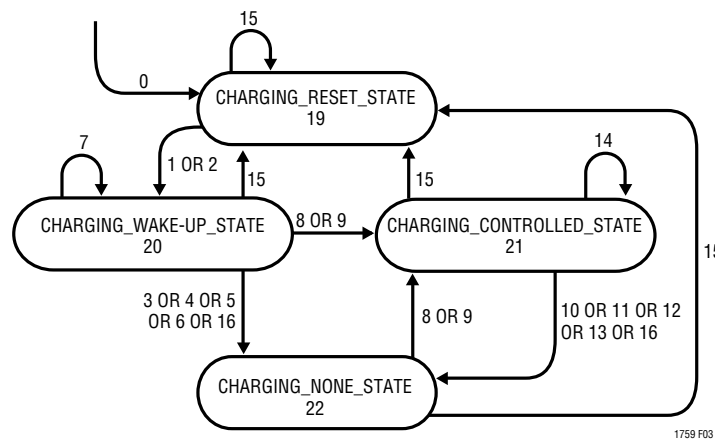 15
0
CHARGING_RESET_STATE
19
7
1 OR 2
15
15
14
CHARGING_WAKE-UP_STATE
20
8 OR 9
CHARGING_CONTROLLED_STATE
21
15
3 OR 4 OR 5
OR 6 OR 16
8 OR 9
10 OR 11 OR 12
OR 13 OR 16
CHARGING_NONE_STATE
22
1759 F03